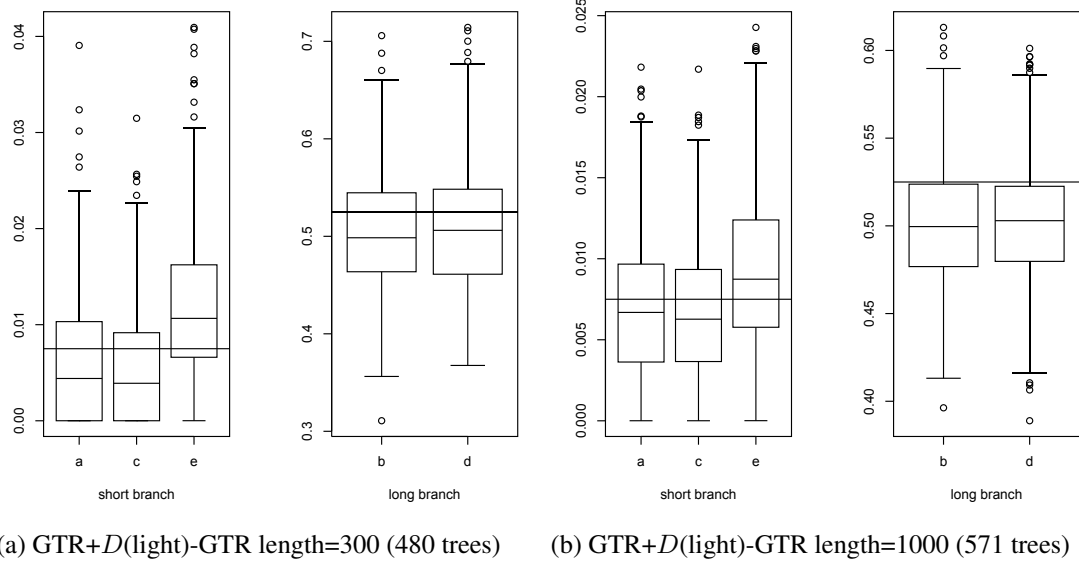 0.04
0.03
0.02
0.01
0.00
a c e
short branch
0.7
0.6
0.5
0.4
0.3
b d
long branch
0.025
0.020
0.015
0.010
0.005
0.000
a c e
short branch
0.60
0.55
0.50
0.45
0.40
b d
long branch
(a) GTR+D(light)-GTR length=300 (480 trees)
(b) GTR+D(light)-GTR length=1000 (571 trees)